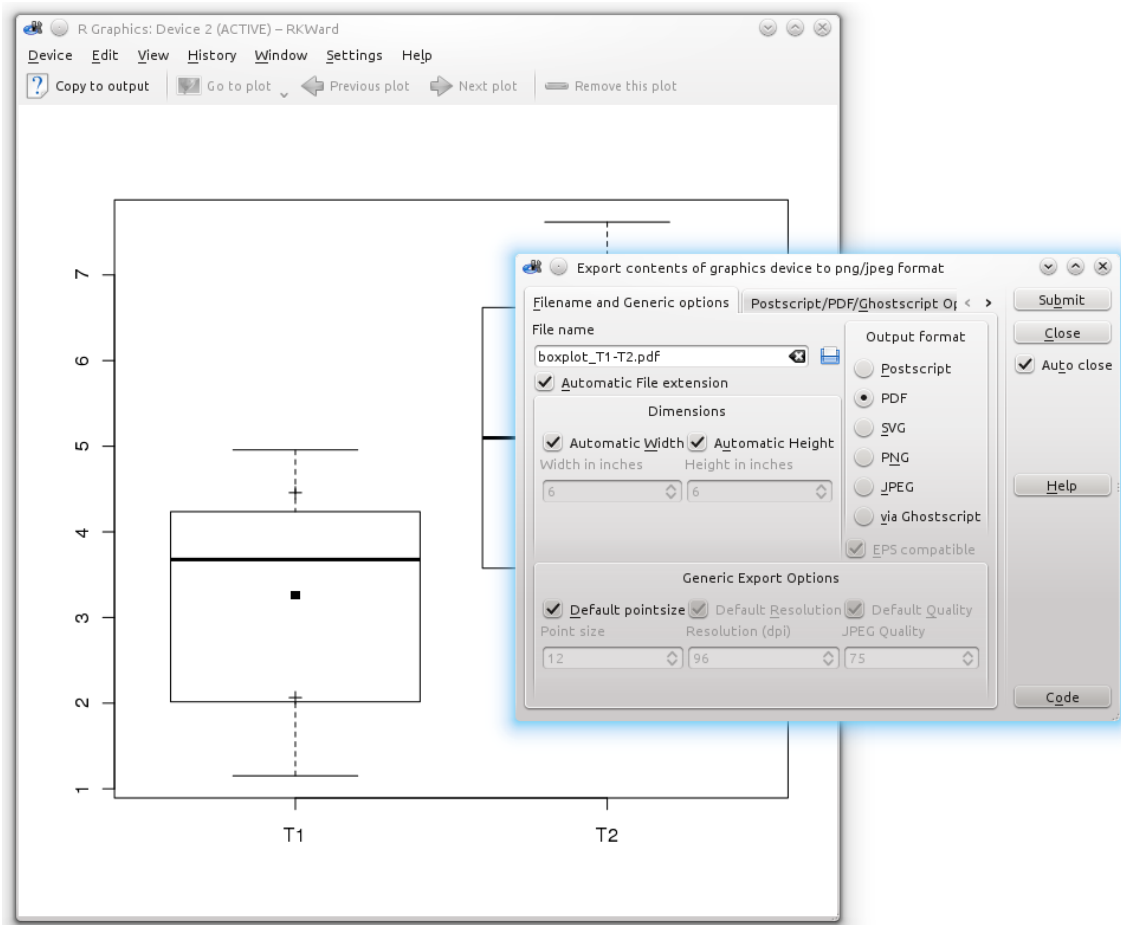 R Graphics: Device 2 (ACTIVE) – RKWard
Device Edit View History Window Settings Help
Copy to output Go to plot Previous plot Next plot Remove this plot
7
6
5
4
3
2
1
T1 T2
Export contents of graphics device to png/jpeg format
Filename and Generic options Postscript/PDF/Ghostscript Op
File name
boxplot_T1-T2.pdf
Automatic File extension
Dimensions
Automatic Width Automatic Height
Width in inches Height in inches
6 6
Output format
Postscript
PDF
SVG
PNG
JPEG
via Ghostscript
EPS compatible
Generic Export Options
Default pointsize Default Resolution Default Quality
Point size Resolution (dpi) JPEG Quality
12 96 75
Submit
Close
Auto close
Help
Code